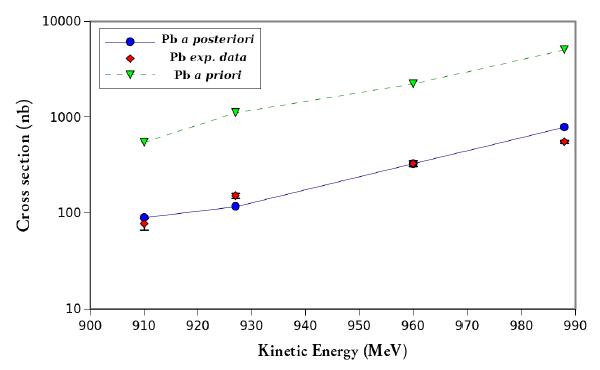 10000
Pb a posteriori
Pb exp. data
Pb a priori
1000
100
10
Cross section (nb)
900 910 920 930 940 950 960 970 980 990
Kinetic Energy (MeV)